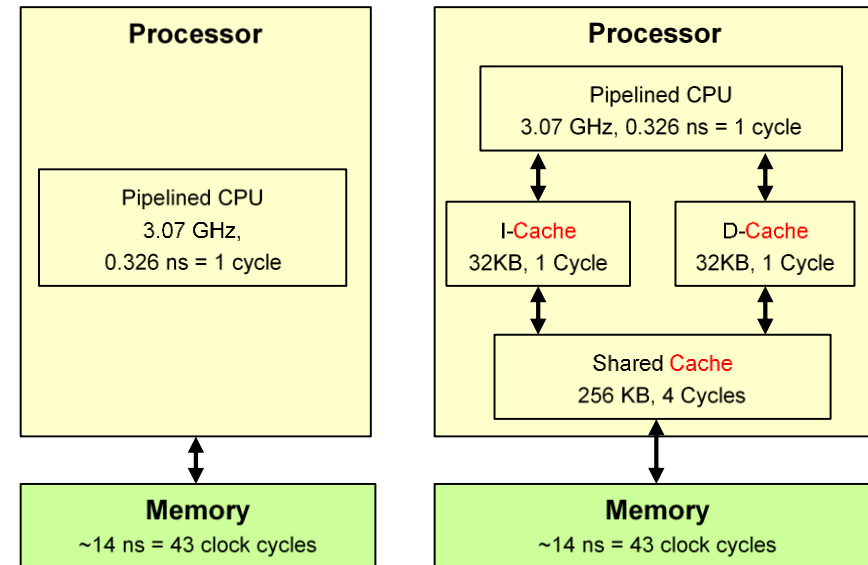 Processor
Pipelined CPU
3.07 GHz,
0.326 ns = 1 cycle
Memory
~14 ns = 43 clock cycles
Processor
Pipelined CPU
3.07 GHz, 0.326 ns = 1 cycle
I-Cache
32KB, 1 Cycle
D-Cache
32KB, 1 Cycle
Shared Cache
256 KB, 4 Cycles
Memory
~14 ns = 43 clock cycles